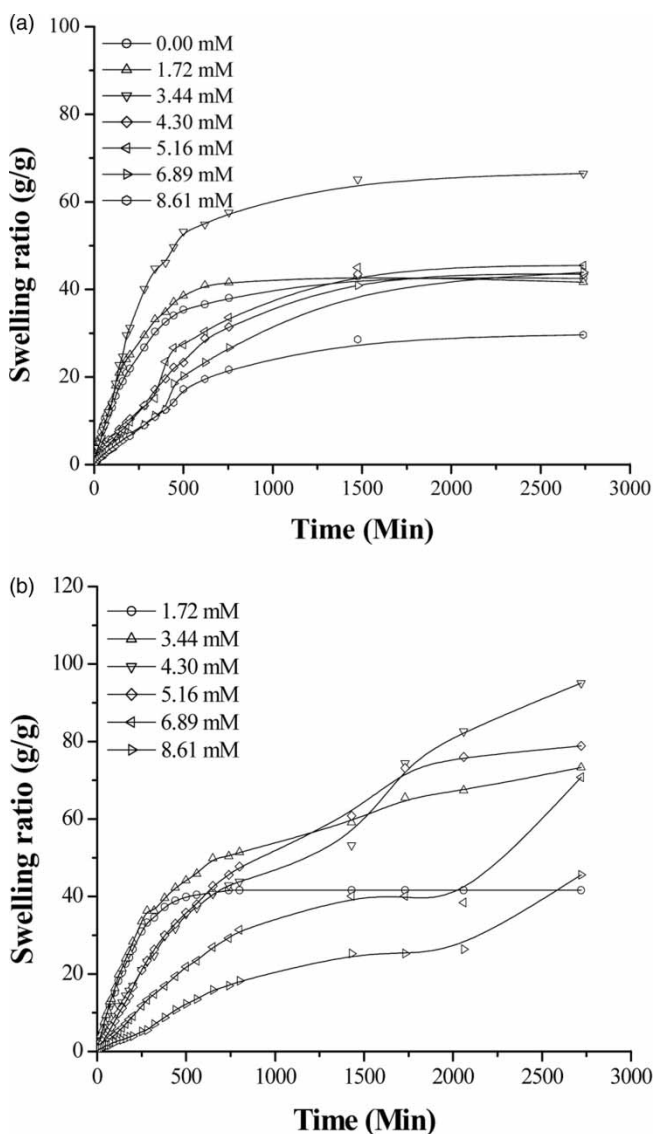 (a)
100
80
60
40
20
0
Swelling ratio (g/g)
0.00 mM
1.72 mM
3.44 mM
4.30 mM
5.16 mM
6.89 mM
8.61 mM
0 500 1000 1500 2000 2500 3000
Time (Min)
(b)
120
100
80
60
40
20
0
Swelling ratio (g/g)
1.72 mM
3.44 mM
4.30 mM
5.16 mM
6.89 mM
8.61 mM
0 500 1000 1500 2000 2500 3000
Time (Min)